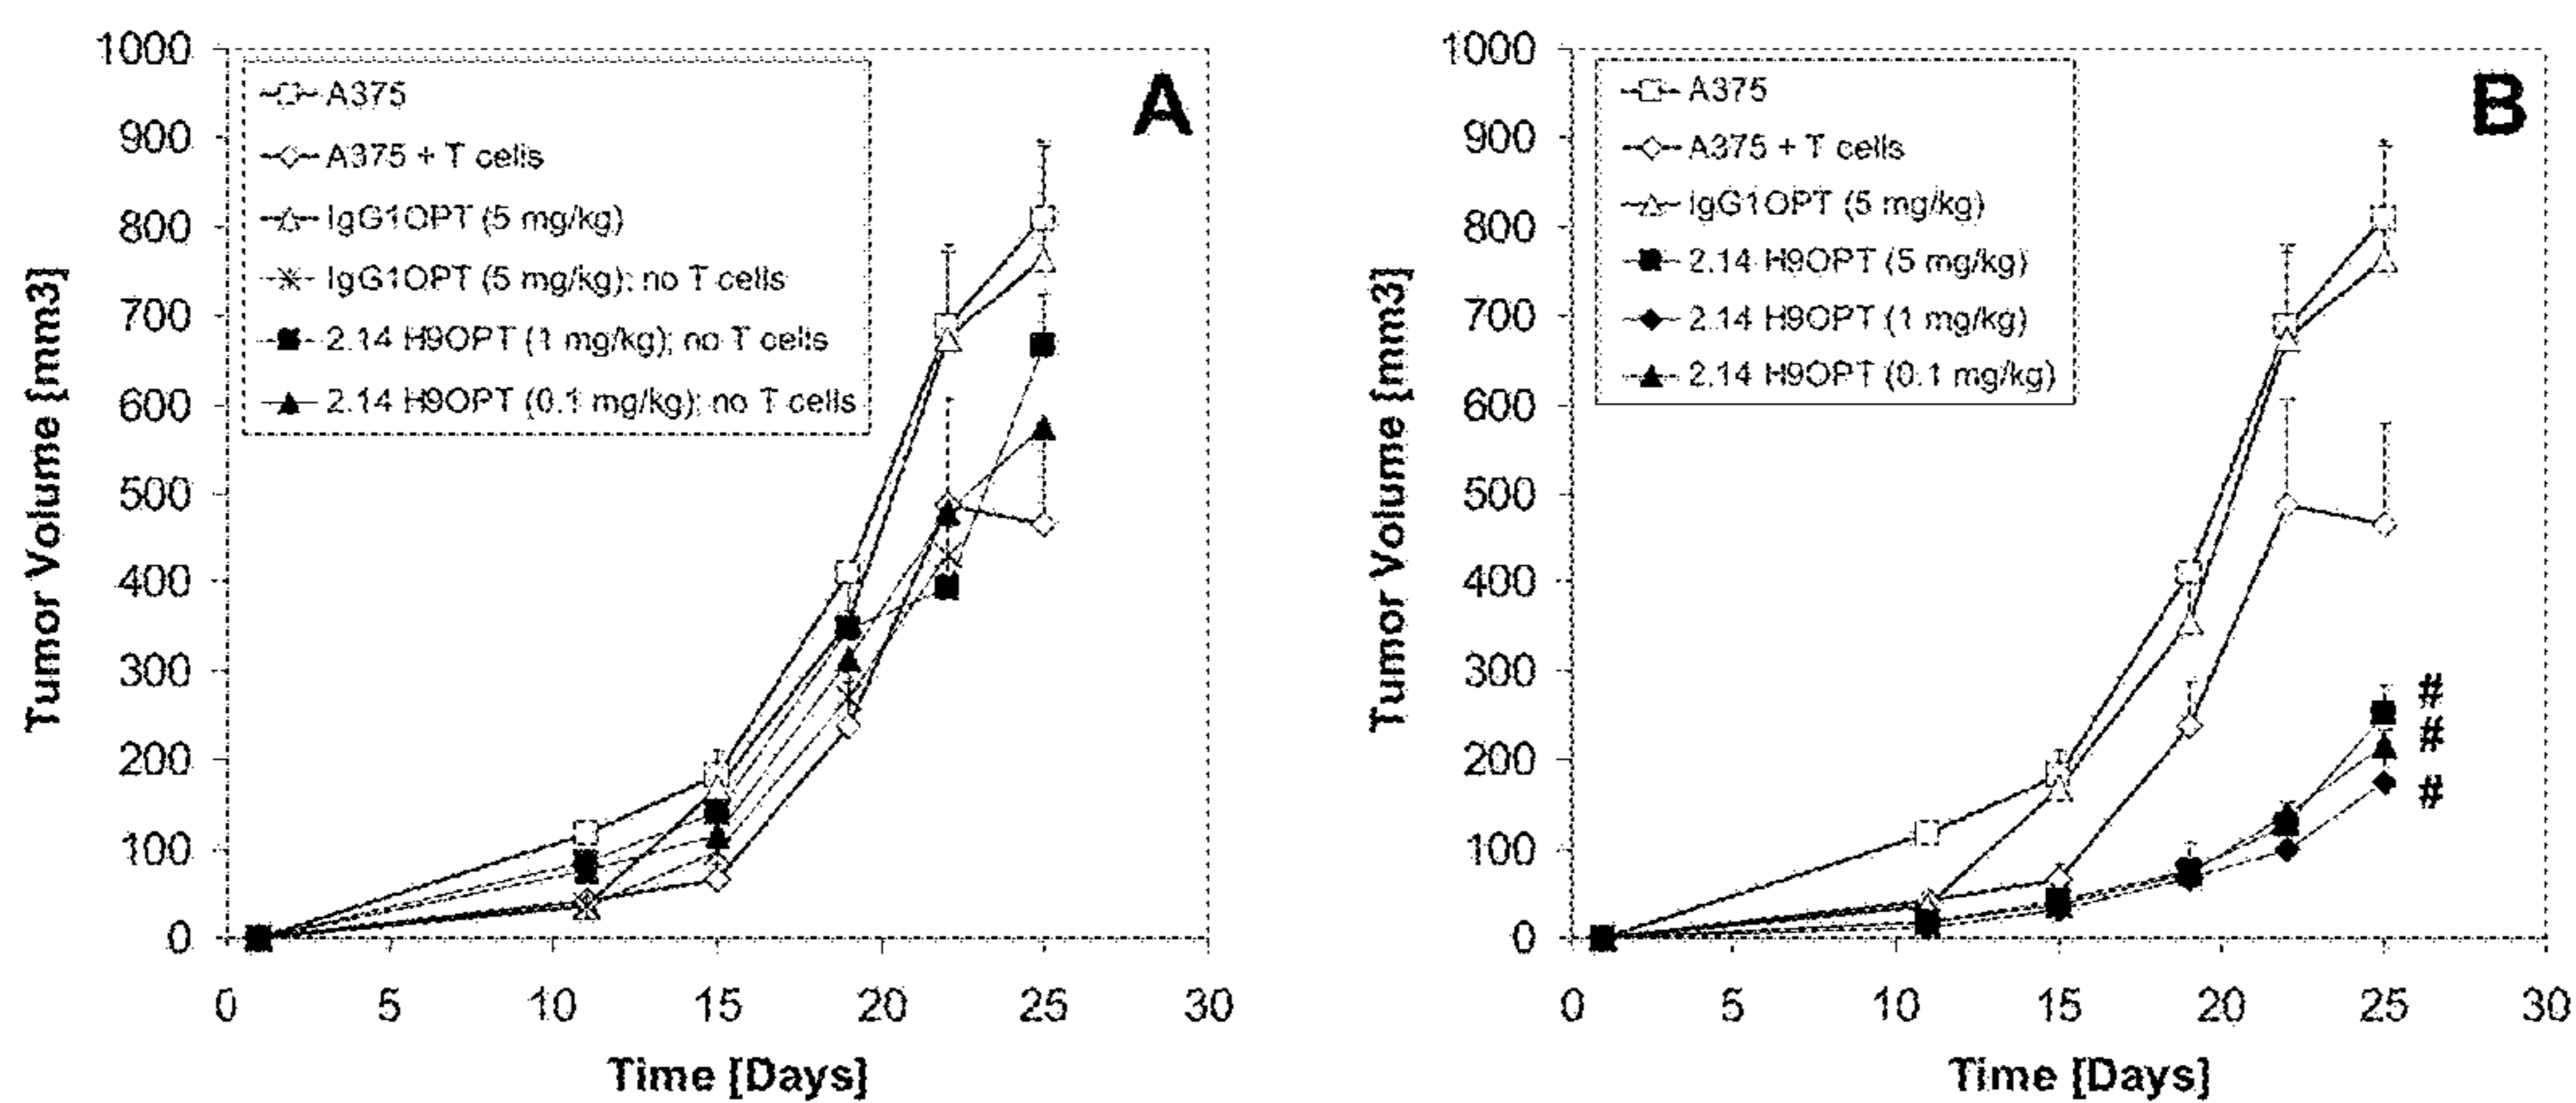 A
1000
900
800
700
600
500
400
300
200
100
0
Tumor Volume [mm3]
A375
A375 + T cells
IgG1OPT (5 mg/kg)
IgG1OPT (5 mg/kg); no T cells
2.14 H9OPT (1 mg/kg); no T cells
2.14 H9OPT (0.1 mg/kg); no T cells
0 5 10 15 20 25 30
Time [Days]
B
1000
900
800
700
600
500
400
300
200
100
0
Tumor Volume [mm3]
A375
A375 + T cells
IgG1OPT (5 mg/kg)
2.14 H9OPT (5 mg/kg)
2.14 H9OPT (1 mg/kg)
2.14 H9OPT (0.1 mg/kg)
#
#
#
0 5 10 15 20 25 30
Time [Days]